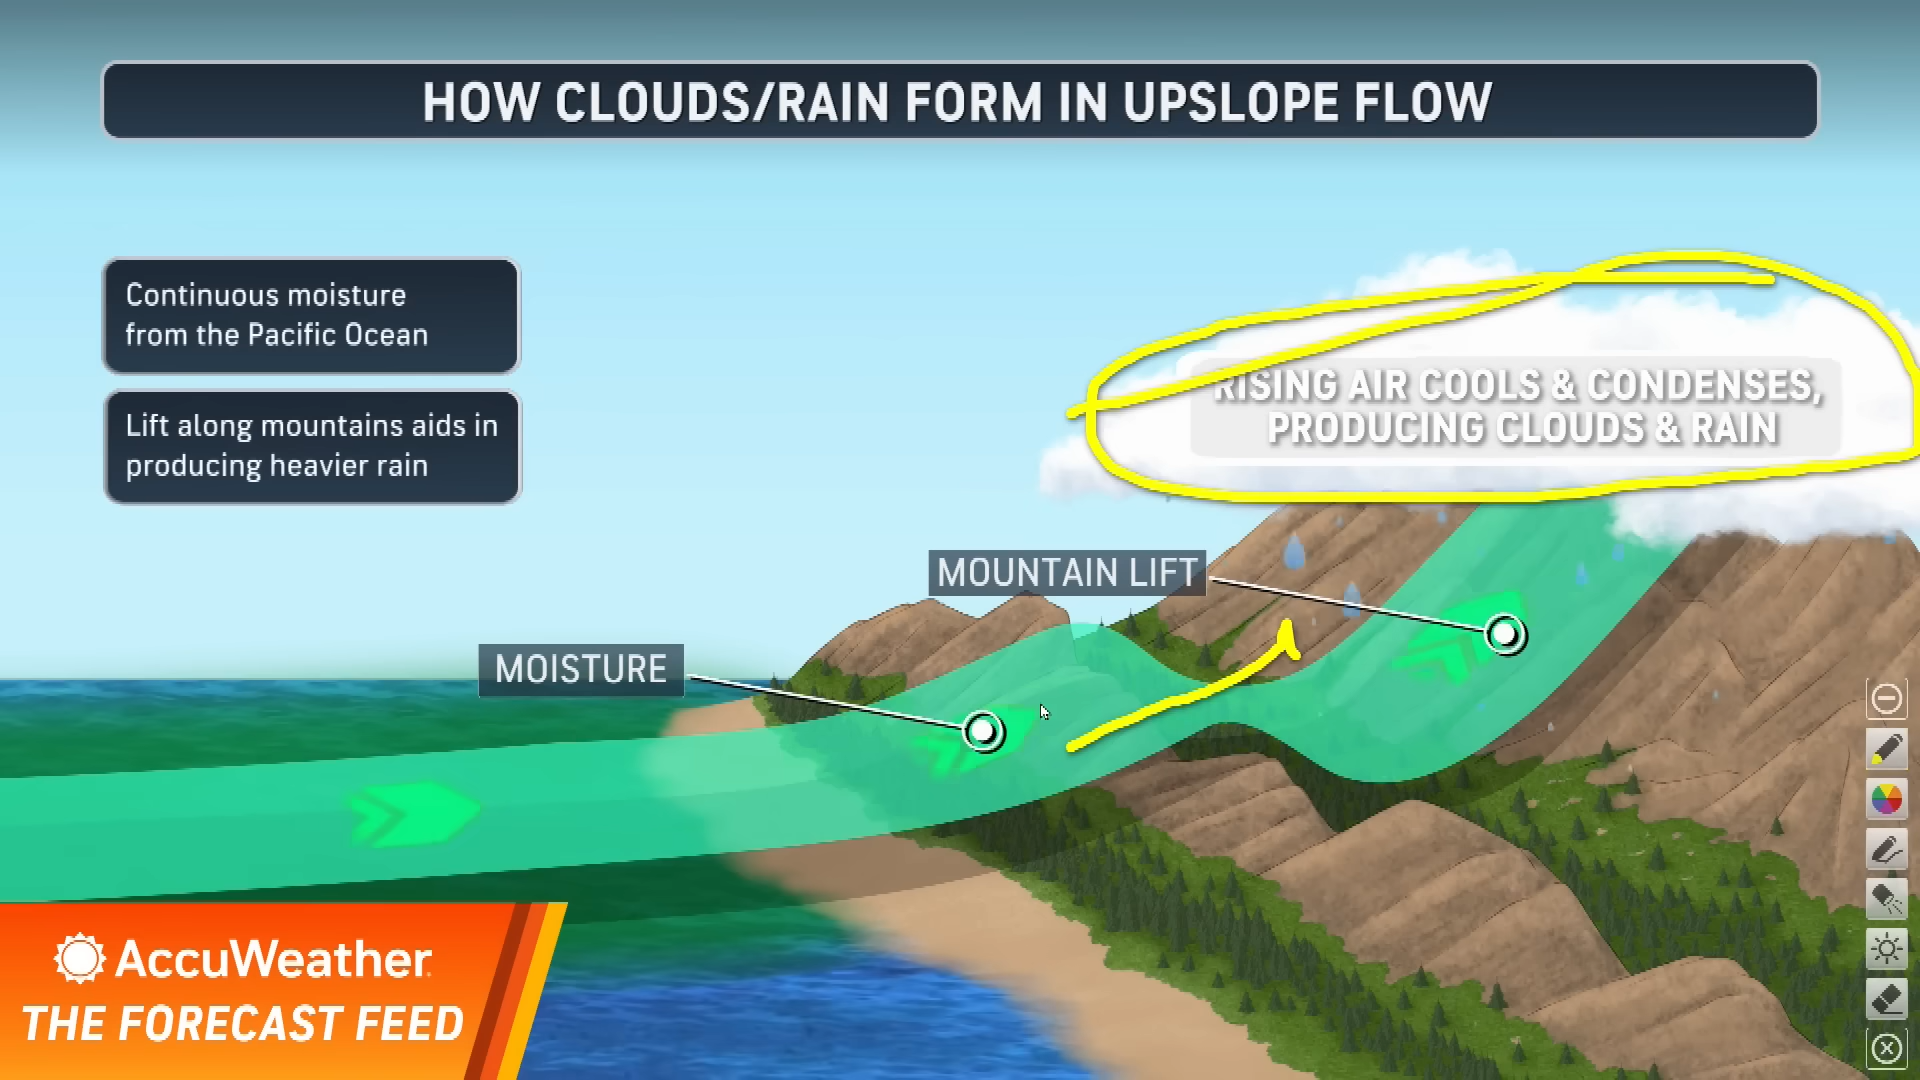 HOW CLOUDS/RAIN FORM IN UPSLOPE FLOW
Continuous moisture
from the Pacific Ocean
Lift along mountains aids in
producing heavier rain
RISING AIR COOLS & CONDENSES,
PRODUCING CLOUDS & RAIN
MOUNTAIN LIFT
MOISTURE
AccuWeather
THE FORECAST FEED